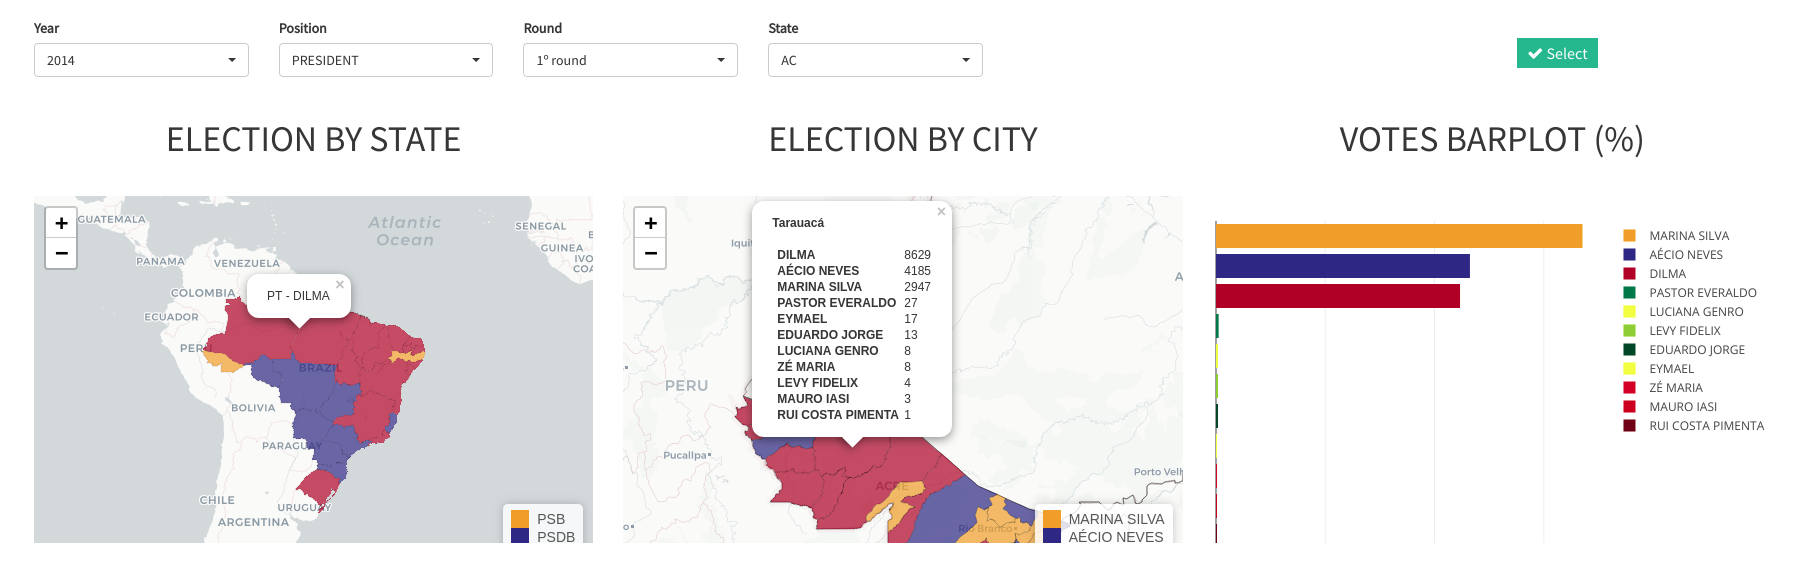 Year
Position
Round
State
2014
PRESIDENT
1º round
AC
Select
ELECTION BY STATE
ELECTION BY CITY
VOTES BARPLOT (%)
+
−
GUATEMALA
Atlantic
Ocean
SENEGAL
GUINEA
PANAMA
VENEZUELA
COLOMBIA
ECUADOR
PERU
BRAZIL
BOLIVIA
PARAGUAY
CHILE
URUGUAY
ARGENTINA
PT - DILMA
×
PSB
PSDB
+
−
Tarauacá
×
DILMA 8629
AÉCIO NEVES 4185
MARINA SILVA 2947
PASTOR EVERALDO 27
EYMAEL 17
EDUARDO JORGE 13
LUCIANA GENRO 8
ZÉ MARIA 8
LEVY FIDELIX 4
MAURO IASI 3
RUI COSTA PIMENTA 1
Iquit
PERU
Pucallpa
ACRE
Porto Velh
Rio Branco
MARINA SILVA
AÉCIO NEVES
MARINA SILVA
AÉCIO NEVES
DILMA
PASTOR EVERALDO
LUCIANA GENRO
LEVY FIDELIX
EDUARDO JORGE
EYMAEL
ZÉ MARIA
MAURO IASI
RUI COSTA PIMENTA